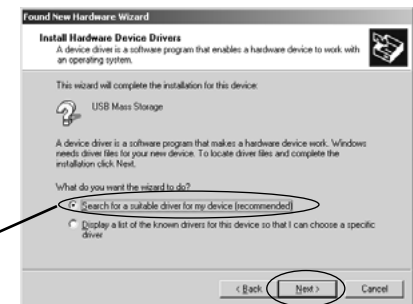 Found New Hardware Wizard
Install Hardware Device Drivers
A device driver is a software program that enables a hardware device to work with
an operating system.
This wizard will complete the installation for this device:
USB Mass Storage
A device driver is a software program that makes a hardware device work. Windows
needs driver files for your new device. To locate driver files and complete the
installation click Next.
What do you want the wizard to do?
Search for a suitable driver for my device (recommended)
Display a list of the known drivers for this device so that I can choose a specific
driver
< Back Next > Cancel